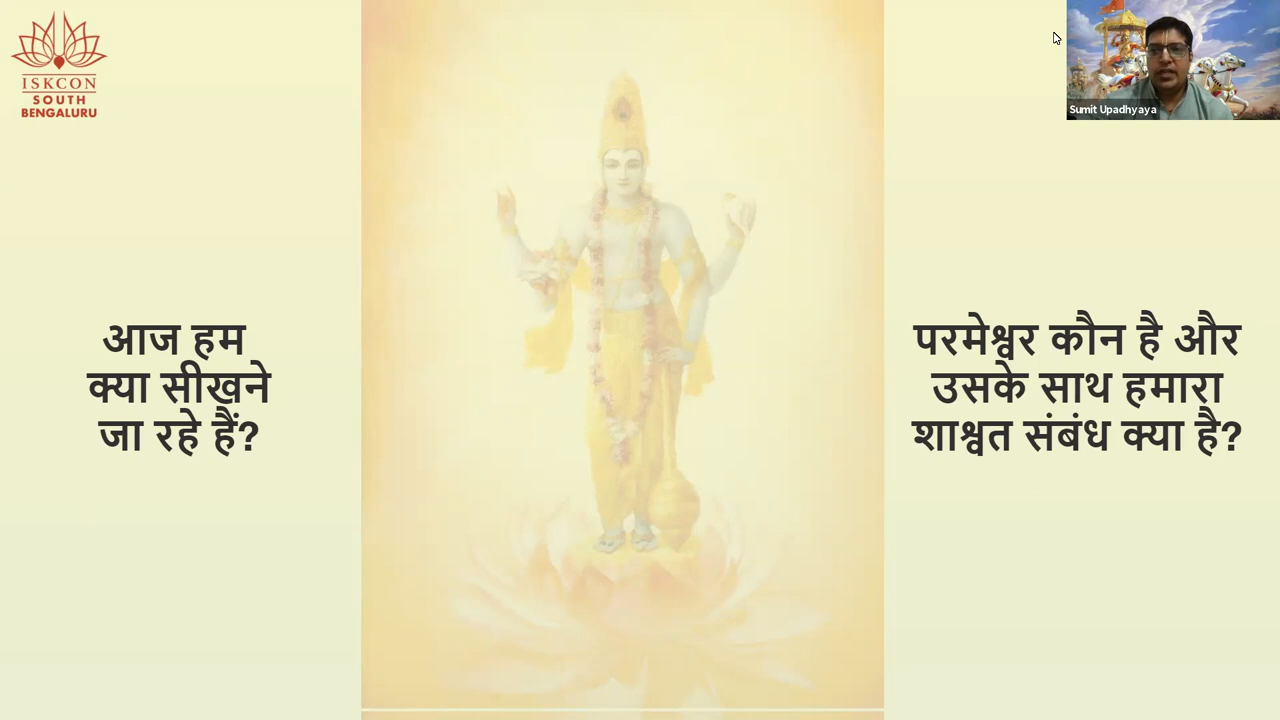 ISKCON
SOUTH
BENGALURU
Sumit Upadhyaya
आज हम
क्या सीखने
जा रहे हैं?
परमेश्वर कौन है और
उसके साथ हमारा
शाश्वत संबंध क्या है?